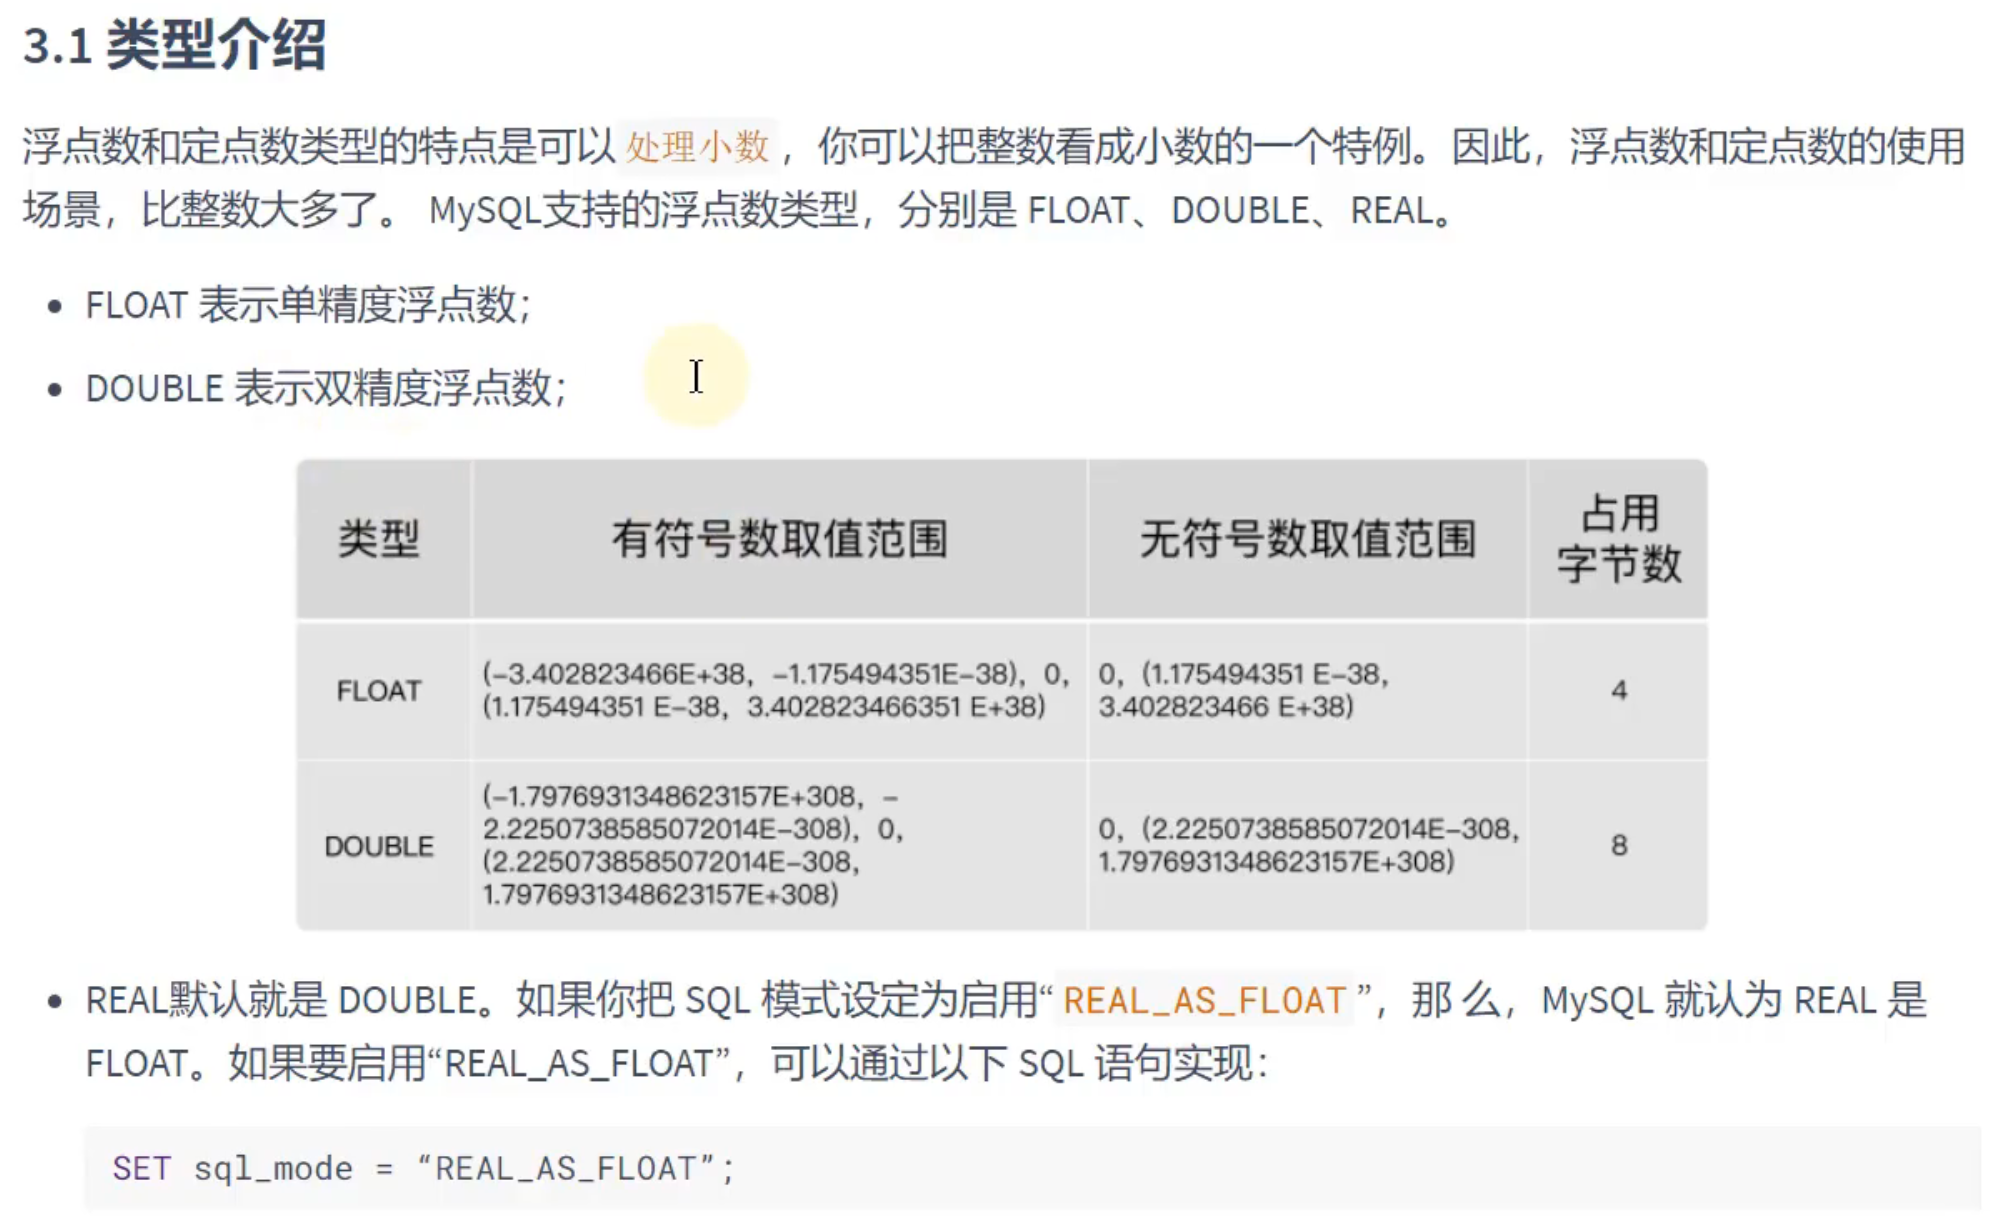 3.1 类型介绍
浮点数和定点数类型的特点是可以 处理小数 ，你可以把整数看成小数的一个特例。因此，浮点数和定点数的使用
场景，比整数大多了。 MySQL支持的浮点数类型，分别是 FLOAT、DOUBLE、REAL。
• FLOAT 表示单精度浮点数；
• DOUBLE 表示双精度浮点数；
类型 有符号数取值范围 无符号数取值范围 占用
字节数
FLOAT
(−3.402823466E+38，−1.175494351E−38)，0，
(1.175494351 E−38，3.402823466351 E+38)
0，(1.175494351 E−38，
3.402823466 E+38)
4
DOUBLE
(−1.7976931348623157E+308，−
2.2250738585072014E−308)，0，
(2.2250738585072014E−308，
1.7976931348623157E+308)
0，(2.2250738585072014E−308，
1.7976931348623157E+308)
8
• REAL默认就是 DOUBLE。如果你把 SQL 模式设定为启用“ REAL_AS_FLOAT ”，那 么，MySQL 就认为 REAL 是
FLOAT。如果要启用“REAL_AS_FLOAT”，可以通过以下 SQL 语句实现：
SET sql_mode = “REAL_AS_FLOAT”;